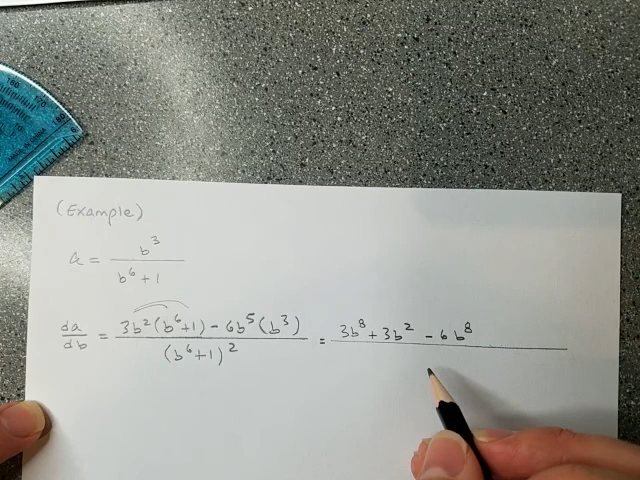 (Example)
a = b³ / (b⁶ + 1)
da/db = (3b²(b⁶+1) - 6b⁵(b³)) / (b⁶+1)² = 3b⁸ + 3b² - 6b⁸